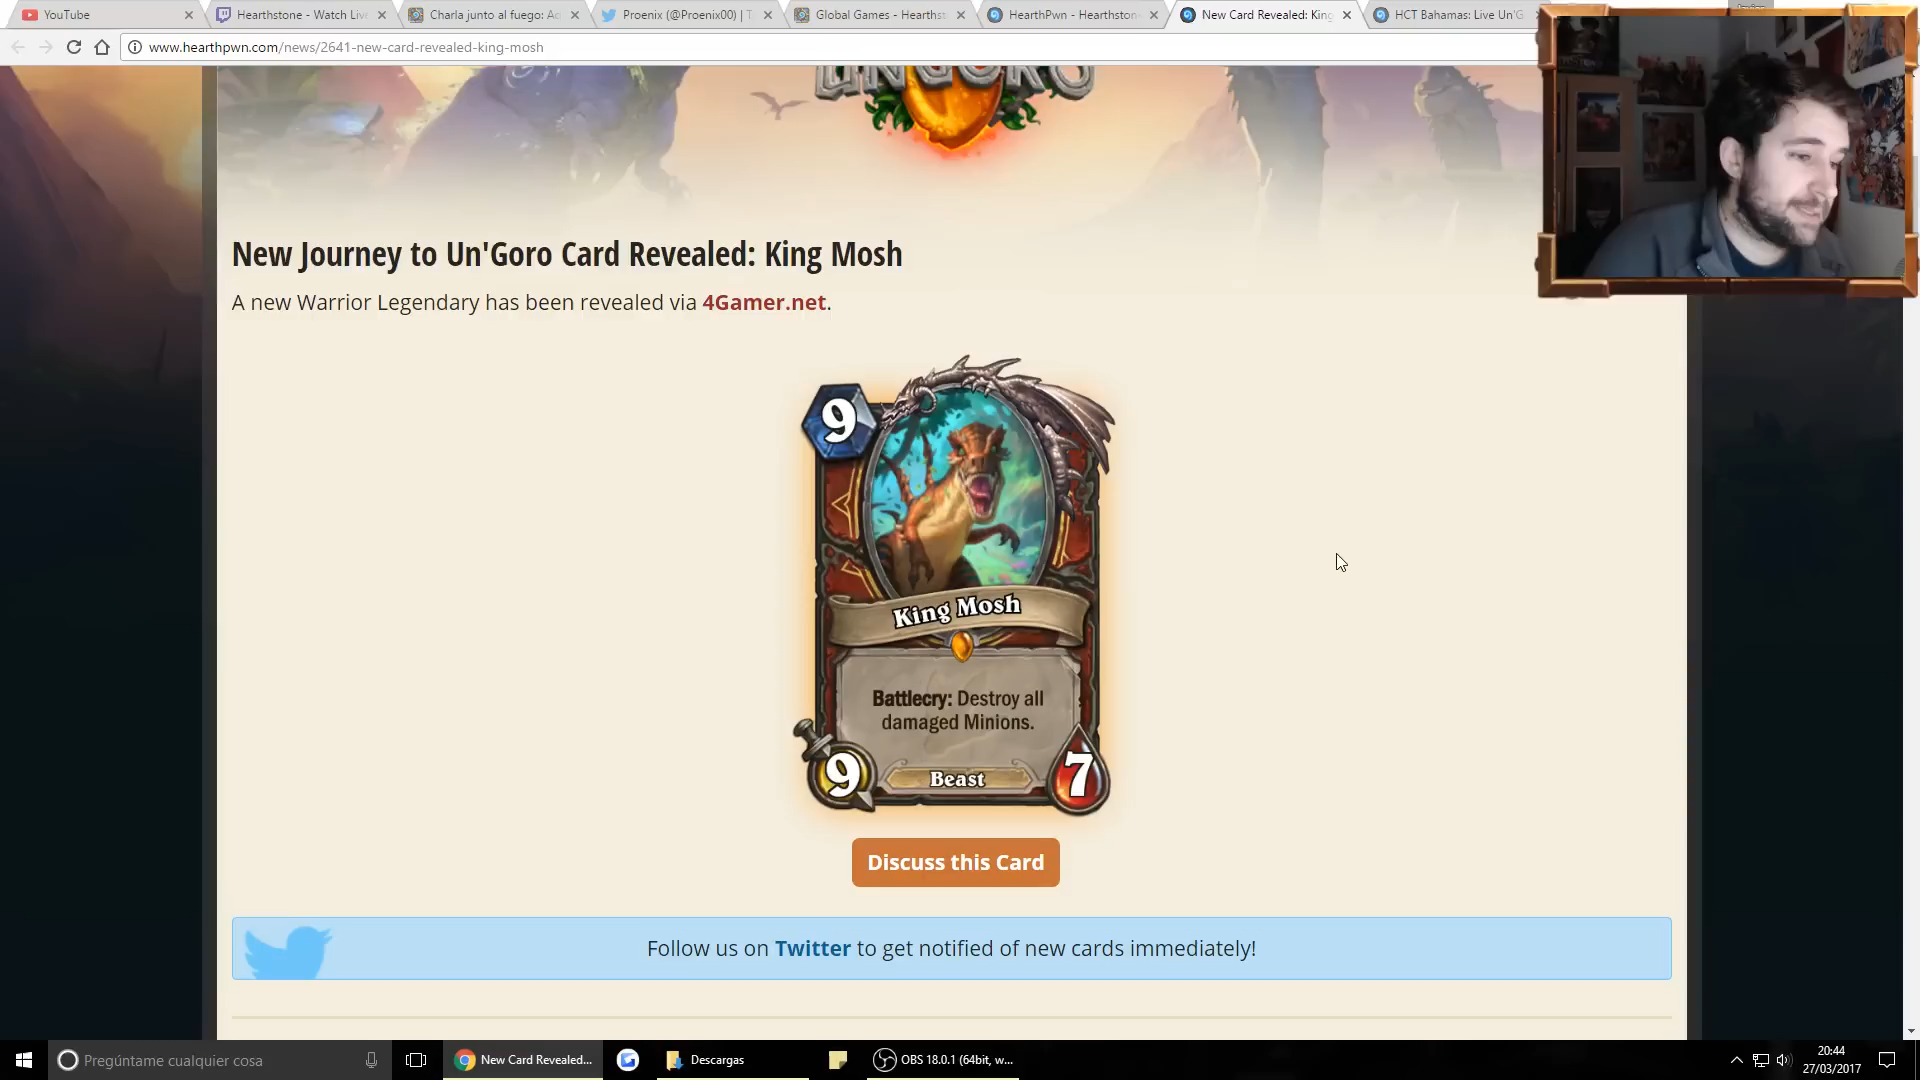 YouTube
Hearthstone - Watch Liv
Charla junto al fuego: Ac
Proenix (@Proenix00) | T
Global Games - Hearthst
HearthPwn - Hearthston
New Card Revealed: King
HCT Bahamas: Live Un'G
www.hearthpwn.com/news/2641-new-card-revealed-king-mosh
UN'GORO
New Journey to Un'Goro Card Revealed: King Mosh
A new Warrior Legendary has been revealed via 4Gamer.net.
9
King Mosh
Battlecry: Destroy all
damaged Minions.
9
Beast
7
Discuss this Card
Follow us on Twitter to get notified of new cards immediately!
Pregúntame cualquier cosa
New Card Revealed...
Descargas
OBS 18.0.1 (64bit, w...
20:44
27/03/2017